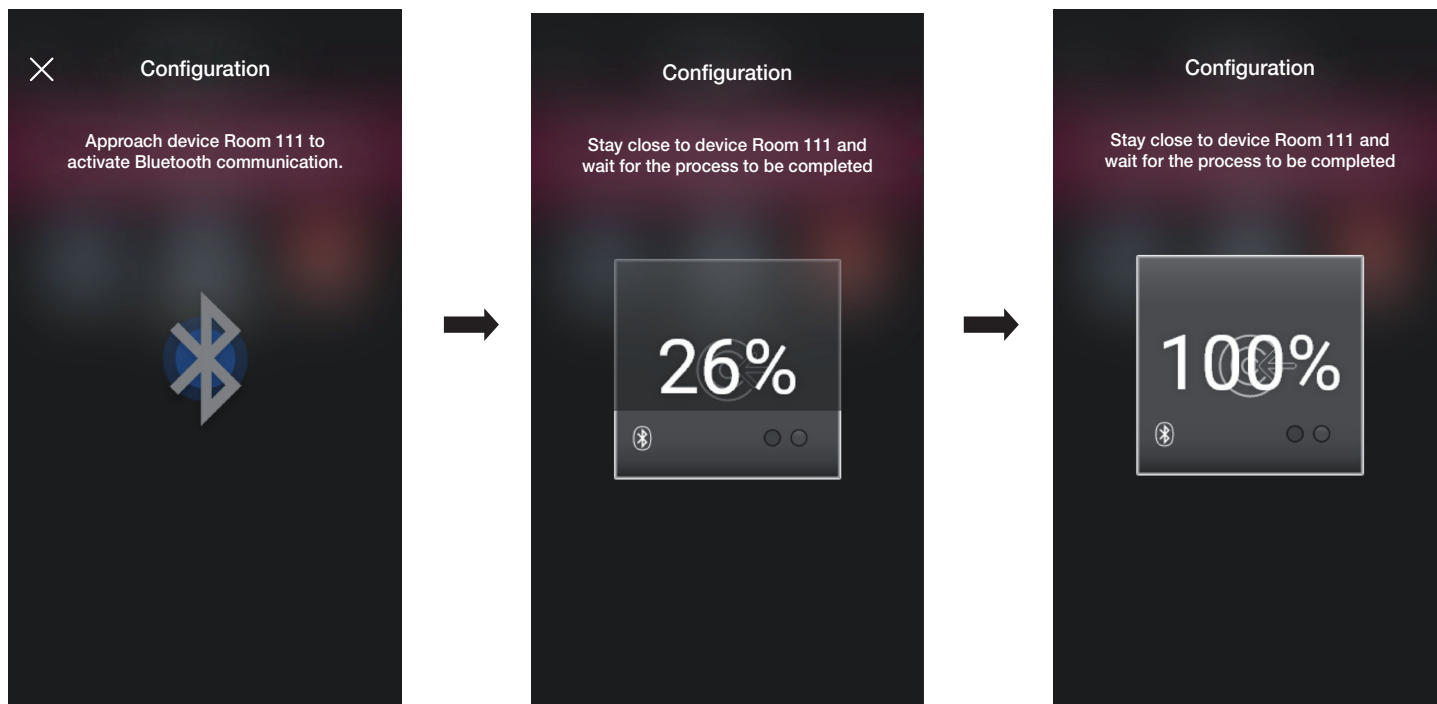 Configuration
Approach device Room 111 to
activate Bluetooth communication.
Configuration
Stay close to device Room 111 and
wait for the process to be completed
26%
Configuration
Stay close to device Room 111 and
wait for the process to be completed
100%